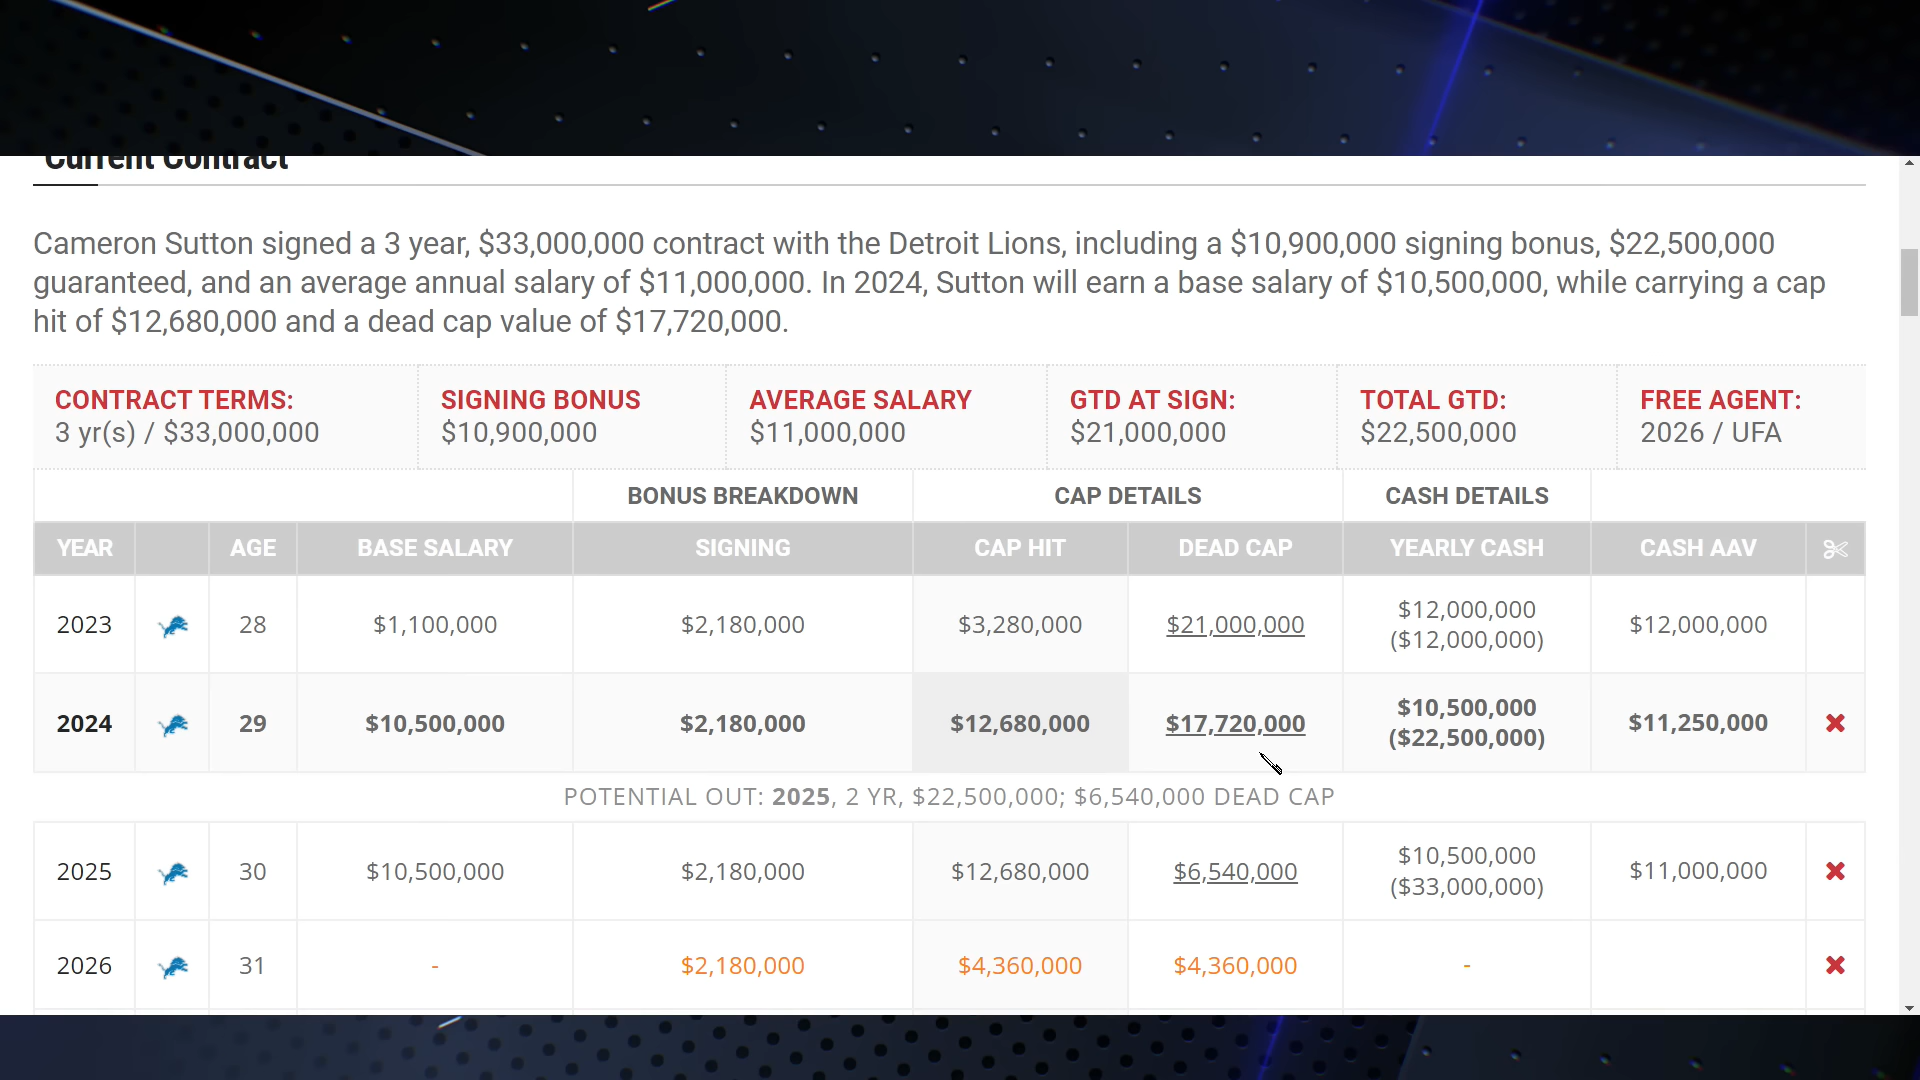 Current Contract
Cameron Sutton signed a 3 year, $33,000,000 contract with the Detroit Lions, including a $10,900,000 signing bonus, $22,500,000
guaranteed, and an average annual salary of $11,000,000. In 2024, Sutton will earn a base salary of $10,500,000, while carrying a cap
hit of $12,680,000 and a dead cap value of $17,720,000.
CONTRACT TERMS: SIGNING BONUS AVERAGE SALARY GTD AT SIGN: TOTAL GTD: FREE AGENT:
3 yr(s) / $33,000,000 $10,900,000 $11,000,000 $21,000,000 $22,500,000 2026 / UFA
BONUS BREAKDOWN CAP DETAILS CASH DETAILS
YEAR AGE BASE SALARY SIGNING CAP HIT DEAD CAP YEARLY CASH CASH AAV
2023 28 $1,100,000 $2,180,000 $3,280,000 $21,000,000 $12,000,000 $12,000,000
($12,000,000)
2024 29 $10,500,000 $2,180,000 $12,680,000 $17,720,000 $10,500,000 $11,250,000
($22,500,000)
POTENTIAL OUT: 2025, 2 YR, $22,500,000; $6,540,000 DEAD CAP
2025 30 $10,500,000 $2,180,000 $12,680,000 $6,540,000 $10,500,000 $11,000,000
($33,000,000)
2026 31 - $2,180,000 $4,360,000 $4,360,000 -